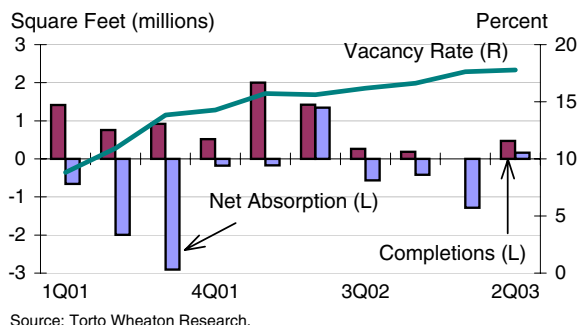 Square Feet (millions) Percent
3 20
Vacancy Rate (R)
2 15
1
0 10
-1
Net Absorption (L)
5
-2
Completions (L)
-3 0
1Q01 4Q01 3Q02 2Q03
Source: Torto Wheaton Research.